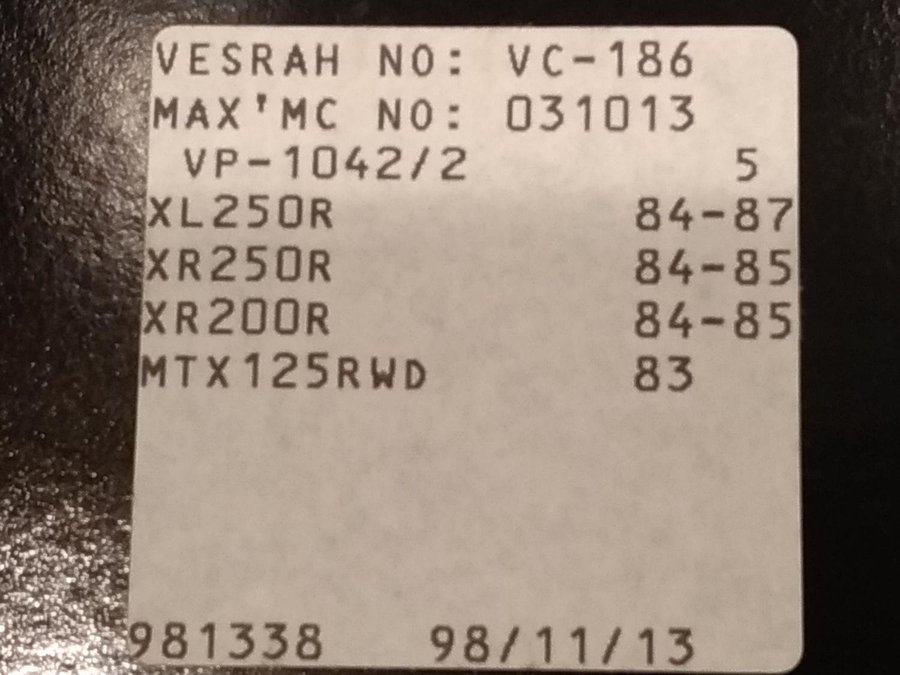 VESRAH NO: VC-186
MAX'MC NO: 031013
VP-1042/2 5
XL250R 84-87
XR250R 84-85
XR200R 84-85
MTX125RWD 83
981338 98/11/13